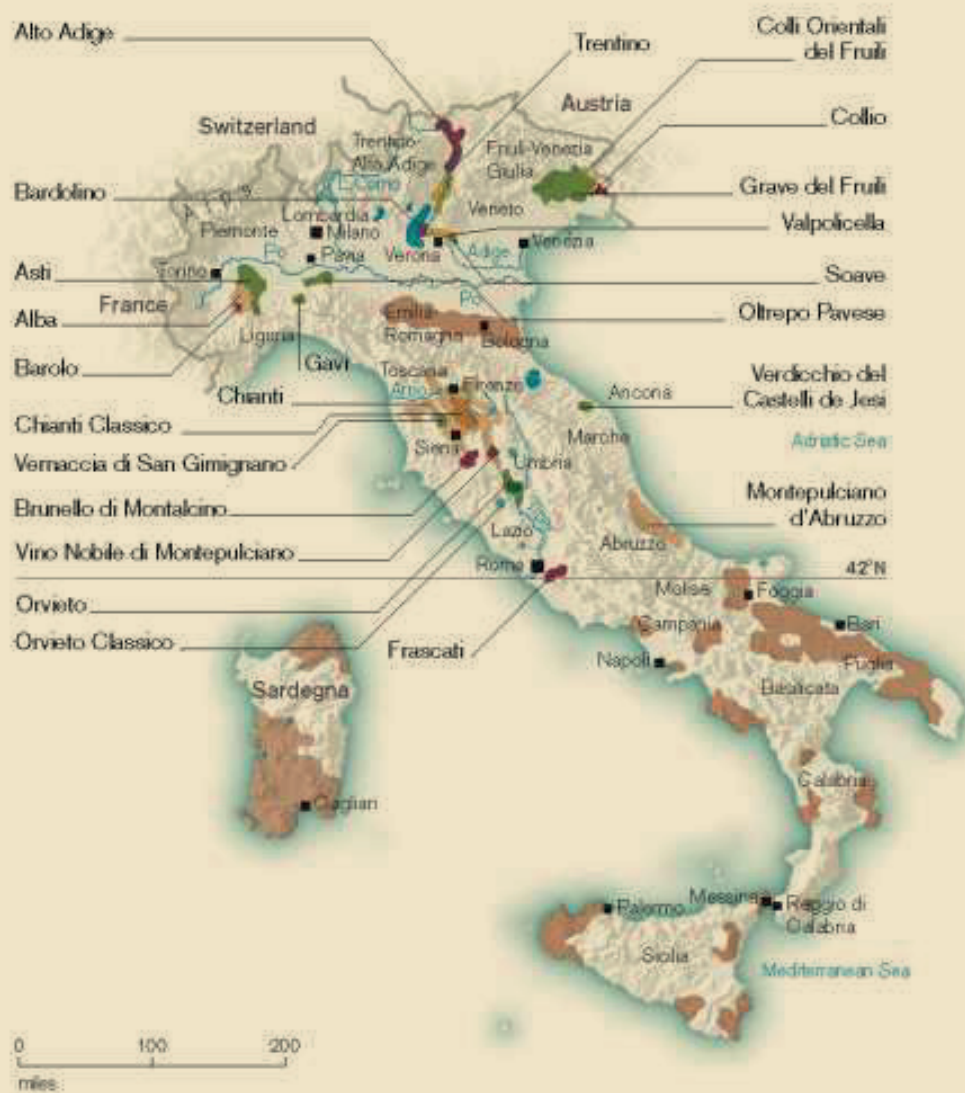 Alto Adige
Trentino
Colli Orientali
del Fruili
Austria
Collio
Switzerland
Trentino-
Alto Adige
Friuli-Venezia
Giulia
Bardolino
L. Como
Grave del Fruili
Alps
Lombardia
Veneto
Piemonte
Milano
Valpolicella
Verona
Adige
Venezia
Po
Pavia
Asti
Torino
Soave
France
Po
Alba
Emilia
Romagna
Oltrepo Pavese
Liguria
Bologna
Barolo
Gavi
Toscana
Chianti
Arno
Firenze
Ancona
Verdicchio del
Castelli de Jesi
Chianti Classico
Siena
Marche
Adriatic Sea
Vernaccia di San Gimignano
Umbria
Brunello di Montalcino
Montepulciano
d'Abruzzo
Lazio
Vino Nobile di Montepulciano
Abruzzo
Roma
42°N
Molise
Foggia
Orvieto
Campania
Bari
Orvieto Classico
Frascati
Napoli
Puglia
Sardegna
Basilicata
Calabria
Cagliari
Messina
Palermo
Reggio di
Calabria
Sicilia
Mediterranean Sea
0 100 200
miles